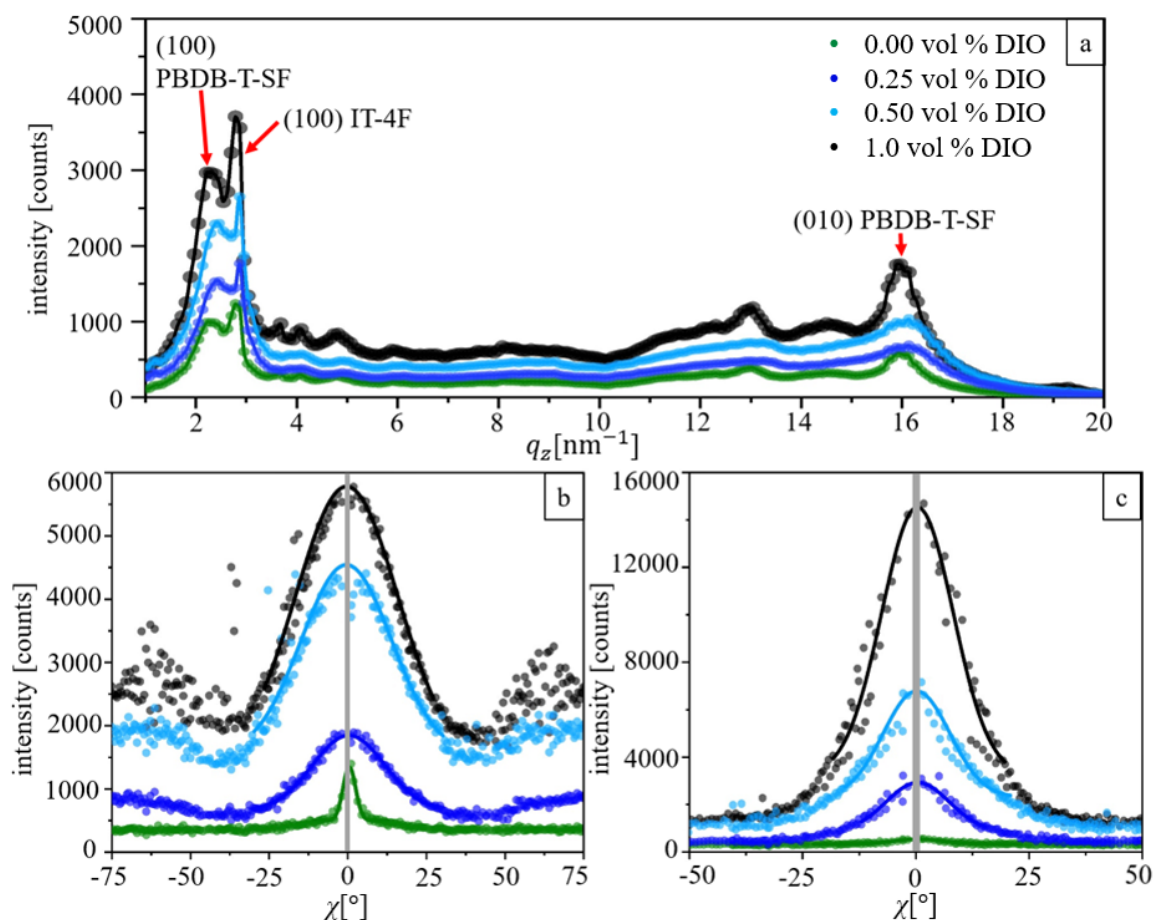 a
0.00 vol % DIO
0.25 vol % DIO
0.50 vol % DIO
1.0 vol % DIO
(100)
PBDB-T-SF
(100) IT-4F
(010) PBDB-T-SF
intensity [counts]
5000
4000
3000
2000
1000
0
2 4 6 8 10 12 14 16 18 20
q_z[nm⁻¹]
b
intensity [counts]
6000
5000
4000
3000
2000
1000
0
-75 -50 -25 0 25 50 75
χ[°]
c
intensity [counts]
16000
12000
8000
4000
0
-50 -25 0 25 50
χ[°]